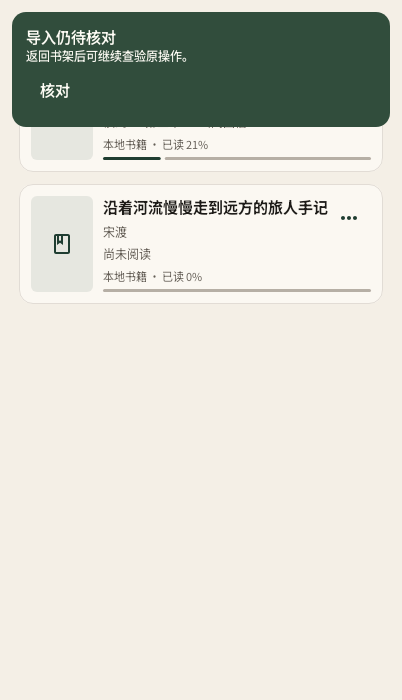 导入仍待核对
返回书架后可继续查验原操作。
核对
本地书籍 · 已读 21%
沿着河流慢慢走到远方的旅人手记
宋渡
尚未阅读
本地书籍 · 已读 0%